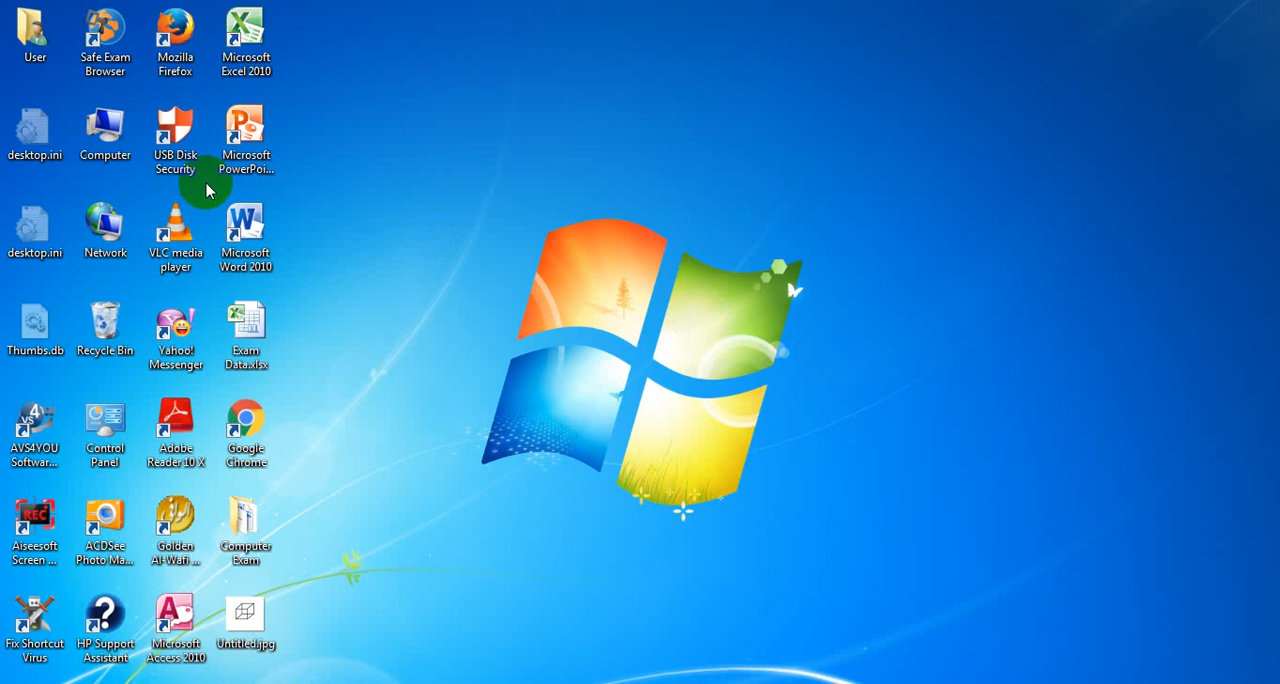 User
Safe Exam
Browser
Mozilla
Firefox
Microsoft
Excel 2010
desktop.ini
Computer
USB Disk
Security
Microsoft
PowerPoi...
desktop.ini
Network
VLC media
player
Microsoft
Word 2010
Thumbs.db
Recycle Bin
Yahoo!
Messenger
Exam
Data.xlsx
VS4
AVS4YOU
Softwar...
Control
Panel
Adobe
Reader 10 X
Google
Chrome
REC
Aiseesoft
Screen ...
ACDSee
Photo Ma...
Golden
Al-Wafi ...
Computer
Exam
Fix Shortcut
Virus
HP Support
Assistant
Microsoft
Access 2010
Untitled.jpg